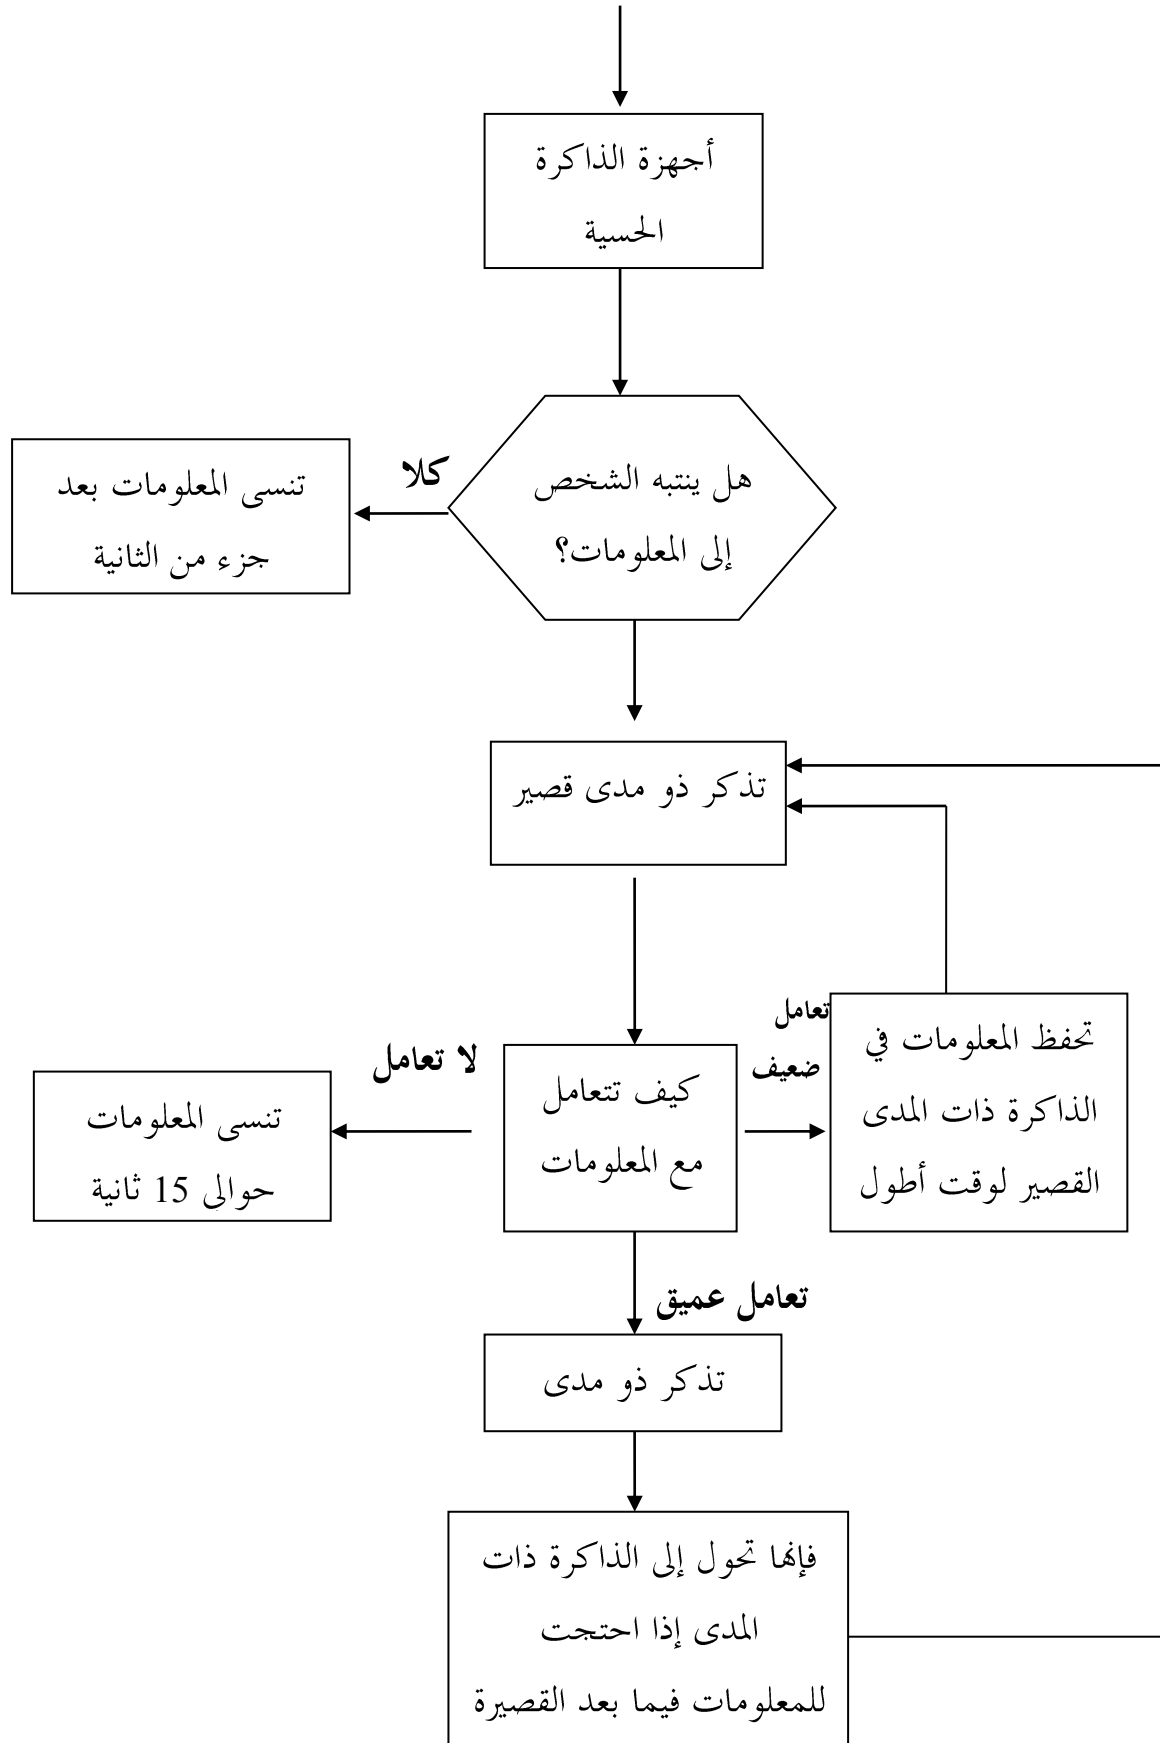 أجهزة الذاكرة
الحسية
هل ينتبه الشخص
إلى المعلومات؟
كلا
تنسى المعلومات بعد
جزء من الثانية
تذكر ذو مدى قصير
كيف تتعامل
مع المعلومات
تعامل
ضعيف
تحفظ المعلومات في
الذاكرة ذات المدى
القصير لوقت أطول
لا تعامل
تنسى المعلومات
حوالى 15 ثانية
تعامل عميق
تذكر ذو مدى
فإنها تحول إلى الذاكرة ذات
المدى إذا احتجت
للمعلومات فيما بعد القصيرة